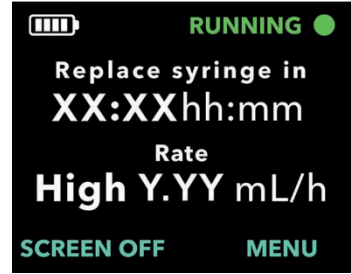 RUNNING
Replace syringe in
XX:XXhh:mm
Rate
High Y.YY mL/h
SCREEN OFF MENU